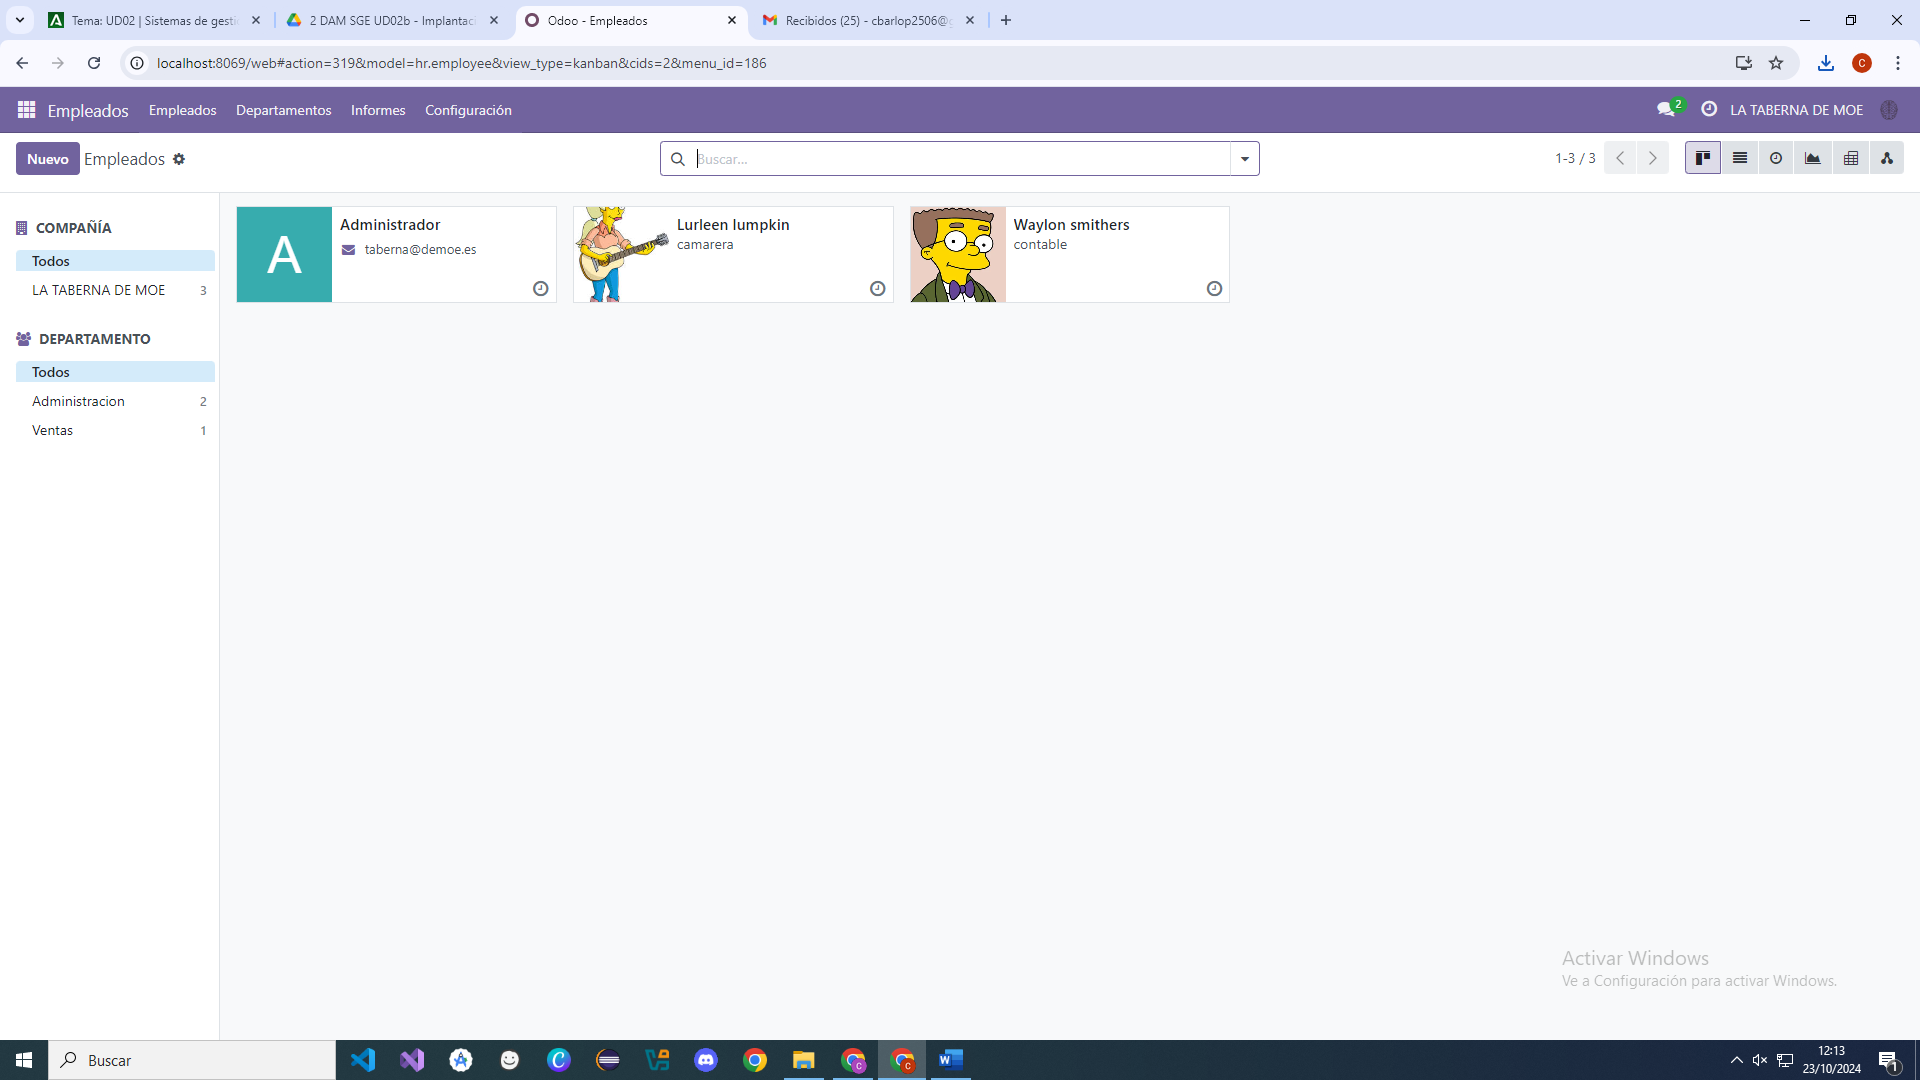 Tema: UD02 | Sistemas de gesti
2 DAM SGE UD02b - Implantaci
Odoo - Empleados
Recibidos (25) - cbarlop2506@g
localhost:8069/web#action=319&model=hr.employee&view_type=kanban&cids=2&menu_id=186
C
Empleados
Empleados
Departamentos
Informes
Configuración
2
LA TABERNA DE MOE
Nuevo
Empleados
Buscar...
1-3 / 3
COMPAÑÍA
Todos
LA TABERNA DE MOE 3
DEPARTAMENTO
Todos
Administracion 2
Ventas 1
A
Administrador
taberna@demoe.es
Lurleen lumpkin
camarera
Waylon smithers
contable
Activar Windows
Ve a Configuración para activar Windows.
Buscar
12:13
23/10/2024
1